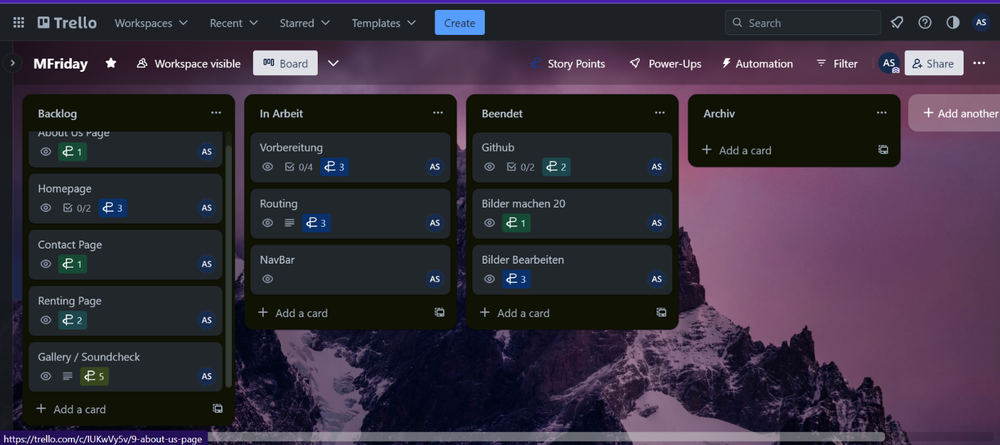 Trello Workspaces Recent Starred Templates Create Search AS
MFriday Workspace visible Board Story Points Power-Ups Automation Filter AS Share
Backlog
About Us Page
1 AS
Homepage
0/2 3 AS
Contact Page
1 AS
Renting Page
2 AS
Gallery / Soundcheck
5 AS
+ Add a card
In Arbeit
Vorbereitung
0/4 3 AS
Routing
3 AS
NavBar
AS
+ Add a card
Beendet
Github
0/2 2 AS
Bilder machen 20
1 AS
Bilder Bearbeiten
3 AS
+ Add a card
Archiv
+ Add a card
+ Add another
https://trello.com/c/IUKwVy5v/9-about-us-page